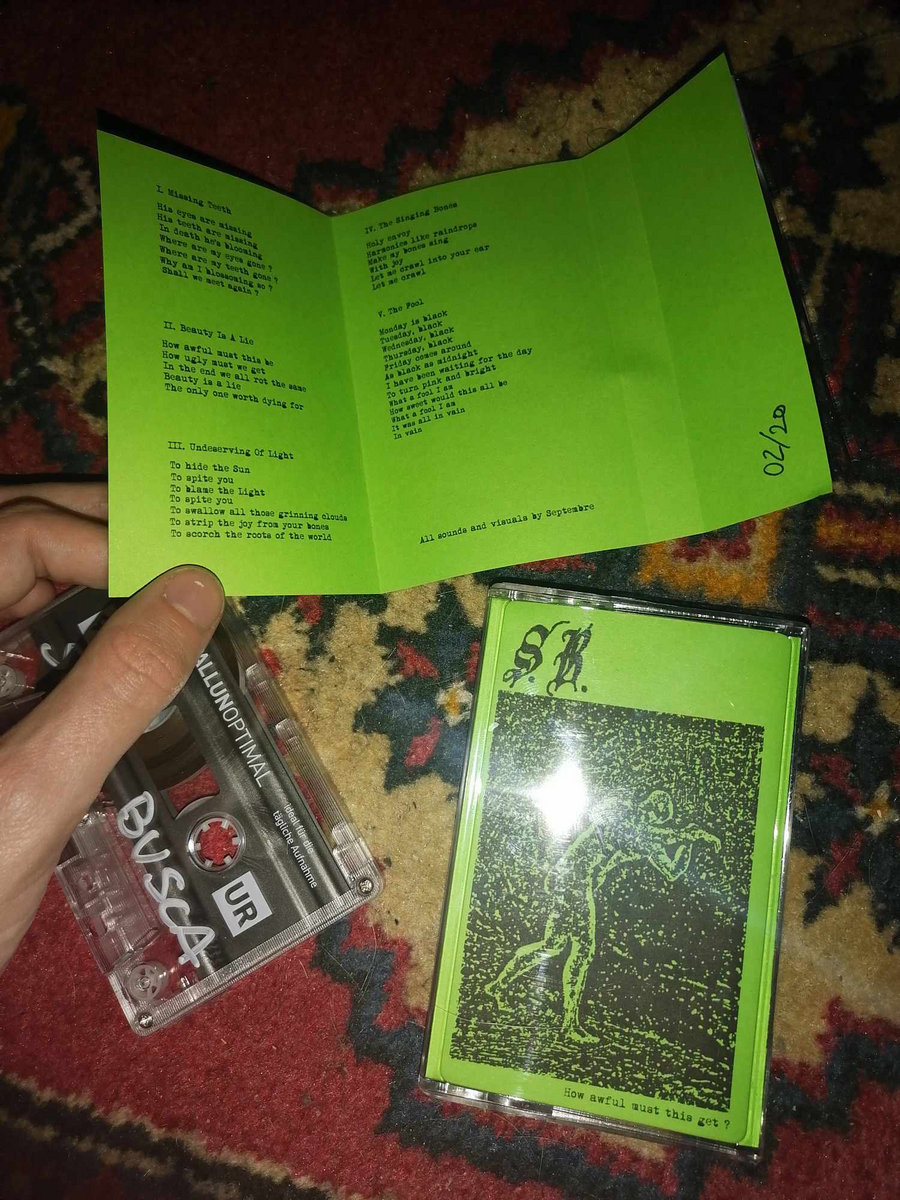 I. Missing Teeth
His eyes are missing
His teeth are missing
In death he's blooming
Where are my eyes gone ?
Where are my teeth gone ?
Why am I blossoming so ?
Shall we meet again ?
II. Beauty Is A Lie
How awful must this be
How ugly must we get
In the end we all rot the same
Beauty is a lie
The only one worth dying for
III. Undeserving Of Light
To hide the Sun
To spite you
To blame the Light
To spite you
To swallow all those grinning clouds
To strip the joy from your bones
To scorch the roots of the world
IV. The Singing Bones
Holy envoy
Harmonics like raindrops
Make my bones sing
With joy
Let me crawl into your ear
Let me crawl
V. The Fool
Monday is black
Tuesday, black
Wednesday, black
Thursday, black
Friday comes around
As black as midnight
I have been waiting for the day
To turn pink and bright
What a fool I am
How sweet would this all be
What a fool I am
It was all in vain
In vain
All sounds and visuals by Septembre
02/20
ALLUNOPTIMAL
ideal für die
tägliche Aufnahme
UR
BVSCA
S.B.
How awful must this get ?